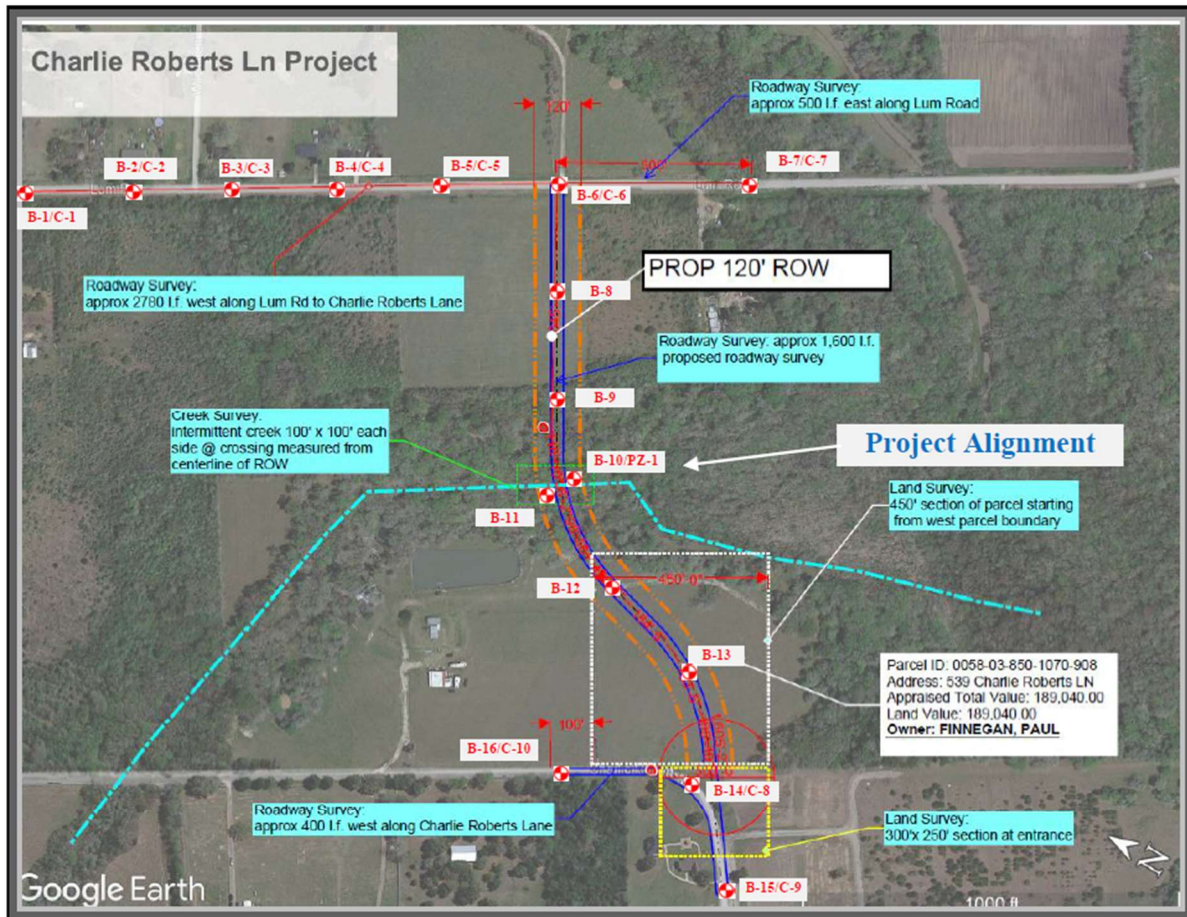 Charlie Roberts Ln Project
Roadway Survey:
approx 500 l.f. east along Lum Road
120'
B-1/C-1
B-2/C-2
B-3/C-3
B-4/C-4
B-5/C-5
B-6/C-6
B-7/C-7
PROP 120' ROW
B-8
Roadway Survey:
approx 2780 l.f. west along Lum Rd to Charlie Roberts Lane
Roadway Survey: approx 1,600 l.f.
proposed roadway survey
B-9
Creek Survey:
intermittent creek 100' x 100' each
side @ crossing measured from
centerline of ROW
Project Alignment
B-10/PZ-1
B-11
Land Survey:
450' section of parcel starting
from west parcel boundary
B-12
450'
B-13
Parcel ID: 0058-03-850-1070-908
Address: 539 Charlie Roberts LN
Appraised Total Value: 189,040.00
Land Value: 189,040.00
Owner: FINNEGAN, PAUL
100'
B-16/C-10
B-14/C-8
Roadway Survey:
approx 400 l.f. west along Charlie Roberts Lane
Land Survey:
300'x 250' section at entrance
B-15/C-9
N
Google Earth
1000 ft